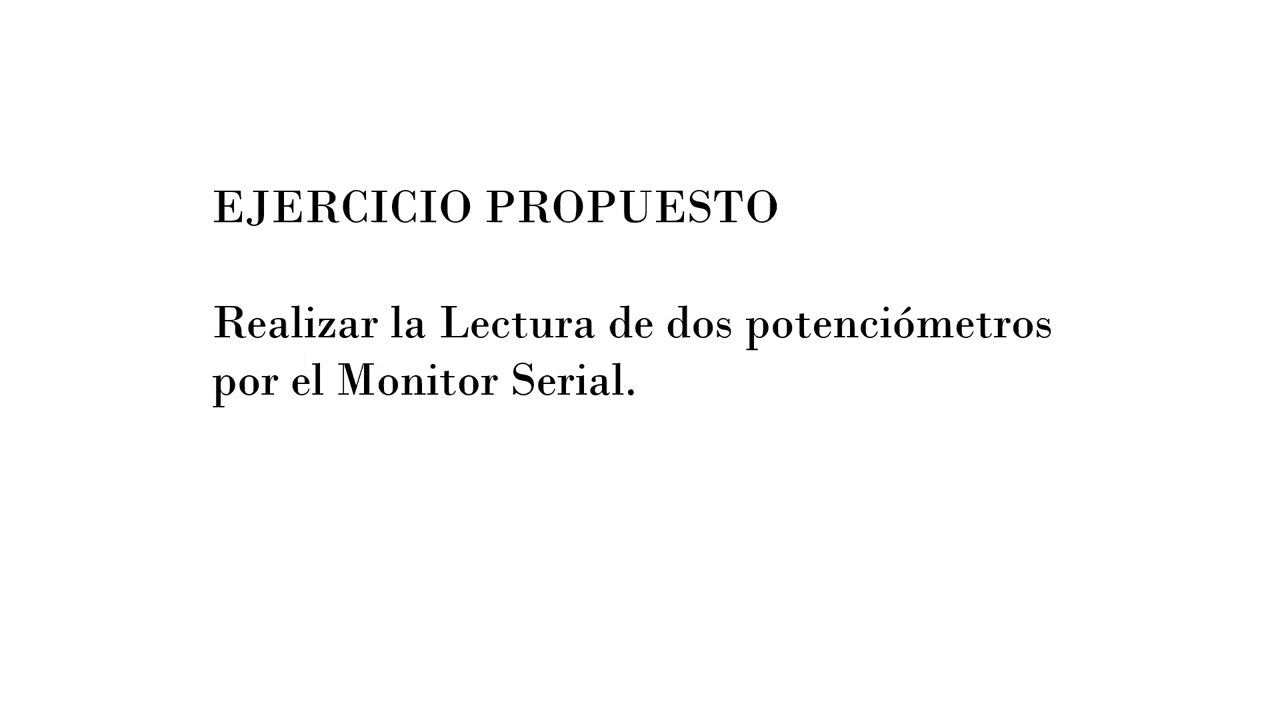 EJERCICIO PROPUESTO
Realizar la Lectura de dos potenciómetros
por el Monitor Serial.